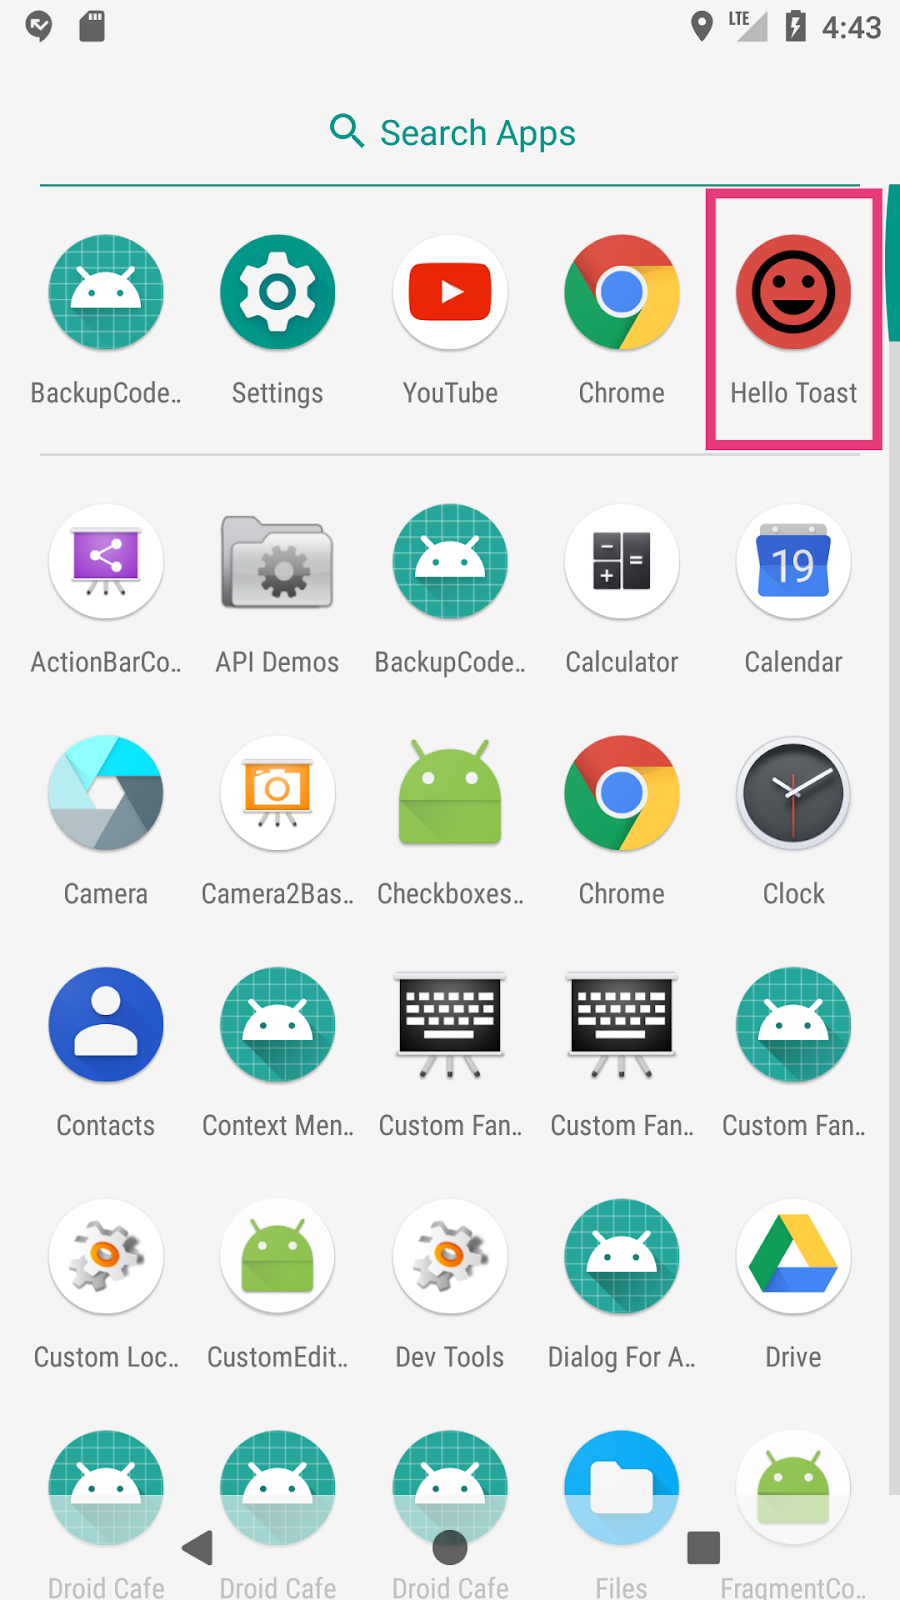 LTE 4:43
Search Apps
BackupCode.. Settings YouTube Chrome Hello Toast
19
ActionBarCo.. API Demos BackupCode.. Calculator Calendar
Camera Camera2Bas.. Checkboxes.. Chrome Clock
Contacts Context Men.. Custom Fan.. Custom Fan.. Custom Fan..
Custom Loc.. CustomEdit.. Dev Tools Dialog For A.. Drive
Droid Cafe Droid Cafe Droid Cafe Files FragmentCo..